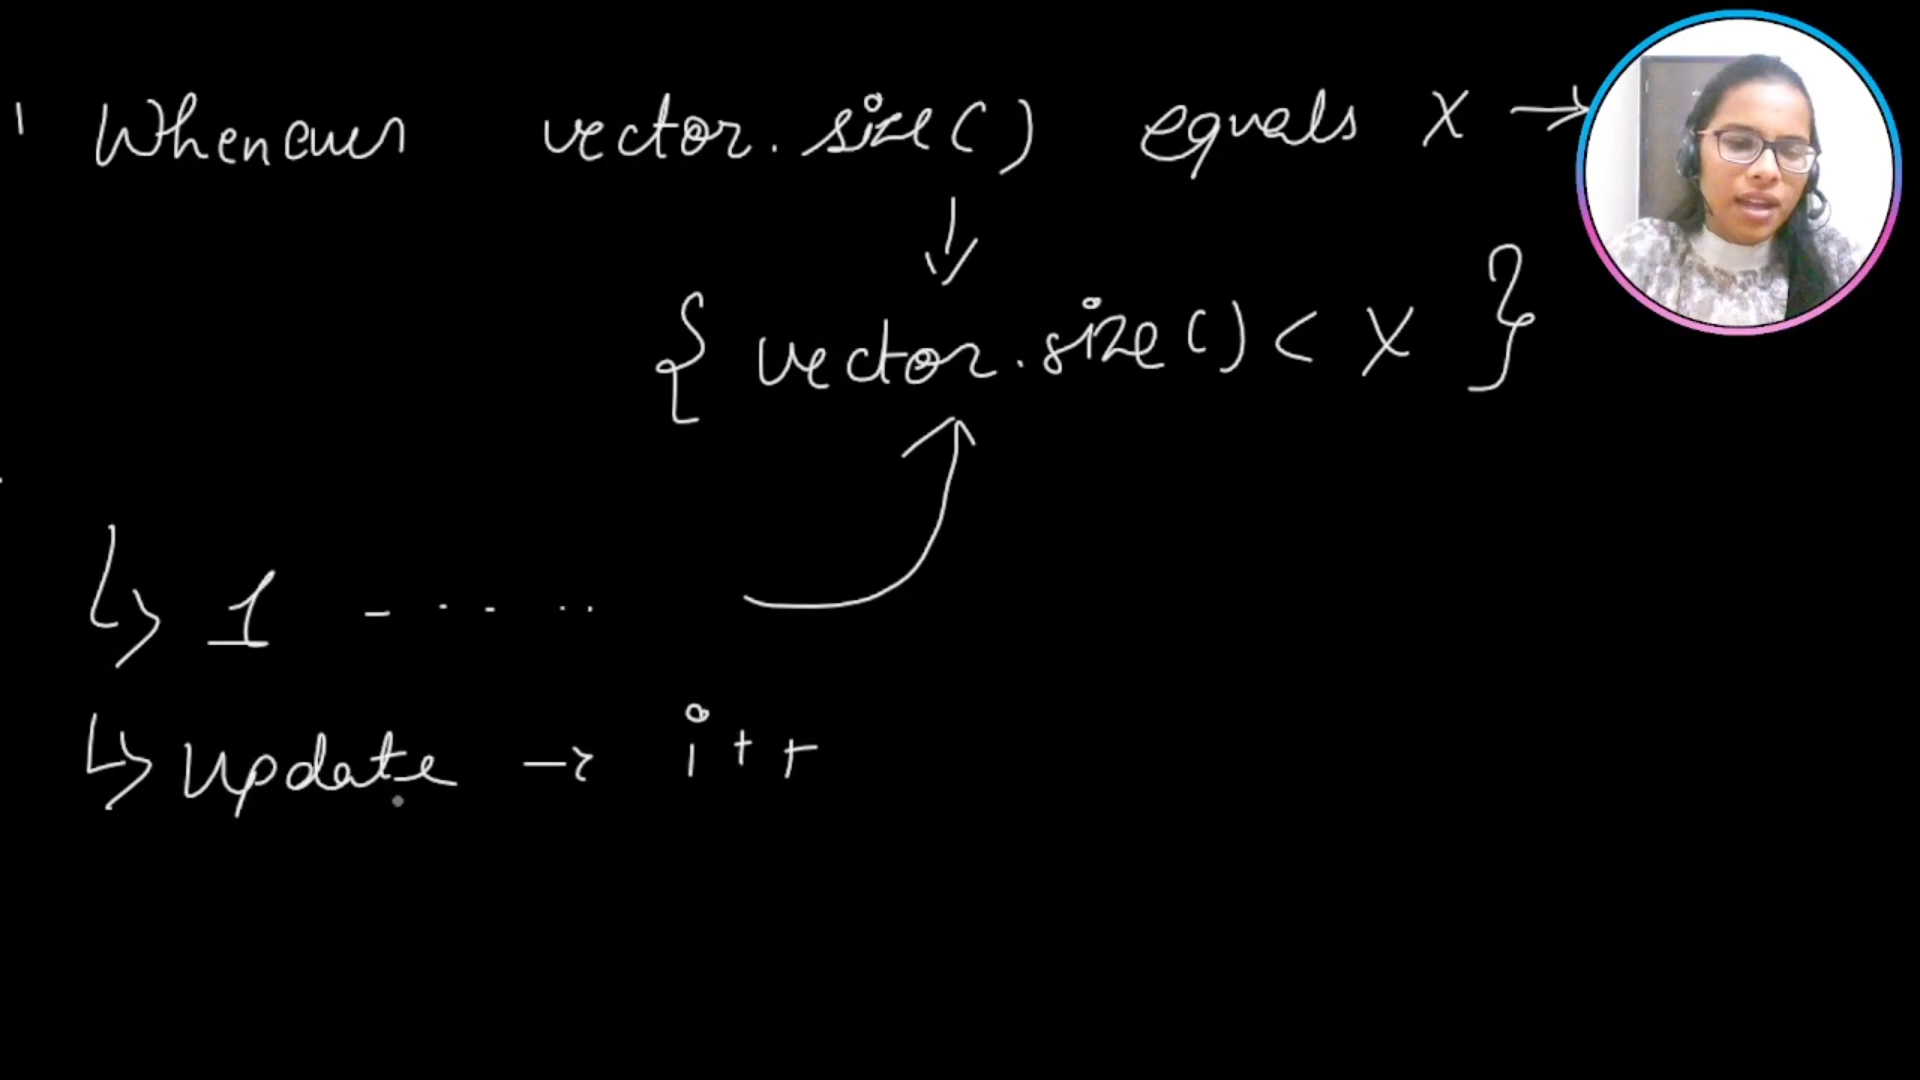 Whenever vector.size() equals X →
{ vector.size() < X }
↳ 1 - . . - . .
↳ update → i++